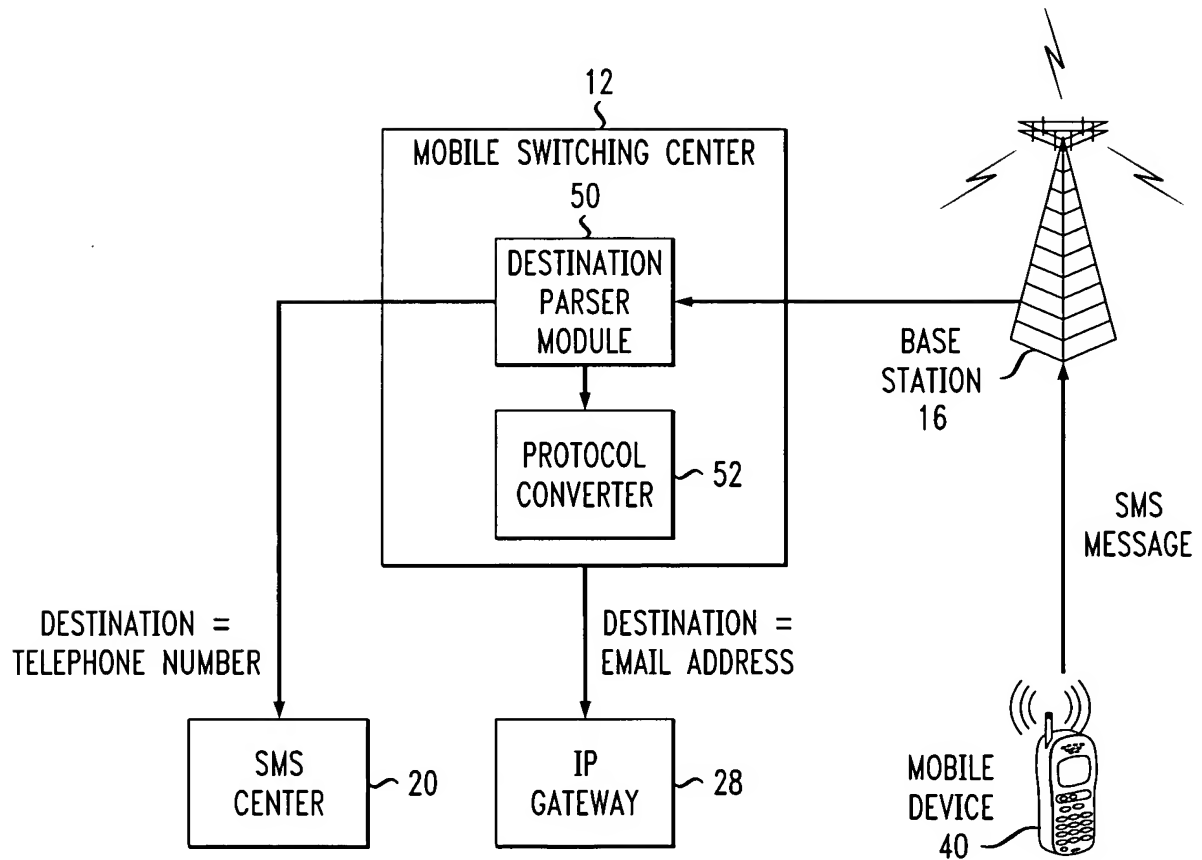 12
MOBILE SWITCHING CENTER
50
DESTINATION
PARSER
MODULE
BASE
STATION
16
PROTOCOL
CONVERTER
52
SMS
MESSAGE
DESTINATION =
TELEPHONE NUMBER
DESTINATION =
EMAIL ADDRESS
SMS
CENTER
20
IP
GATEWAY
28
MOBILE
DEVICE
40